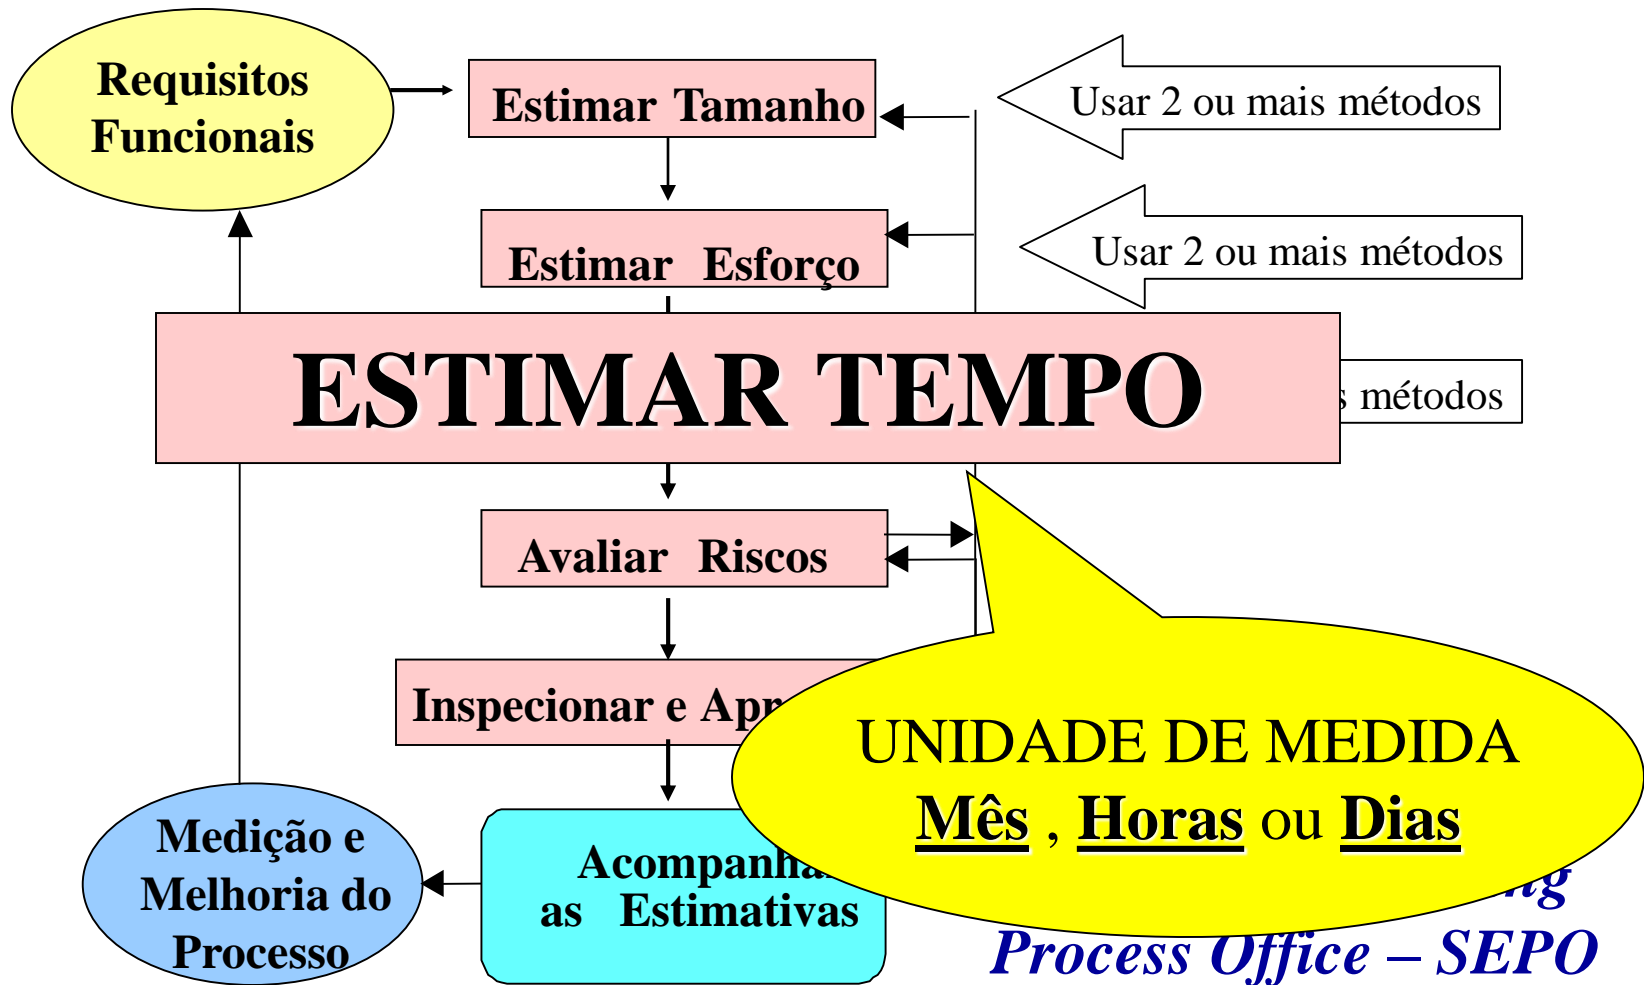 Requisitos
Funcionais
Estimar Tamanho
Usar 2 ou mais métodos
Estimar Esforço
Usar 2 ou mais métodos
ESTIMAR TEMPO
métodos
Avaliar Riscos
Inspecionar e
UNIDADE DE MEDIDA
Mês , Horas ou Dias
Medição e
Melhoria do
Processo
as Estimativas
Process Office – SEPO